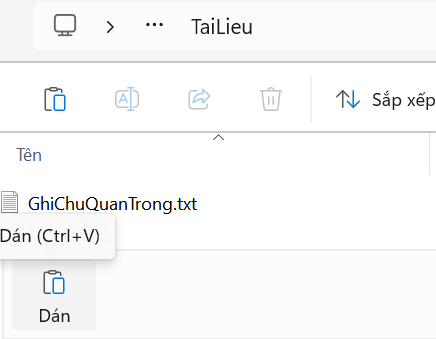 TaiLieu
Sắp xếp
Tên
GhiChuQuanTrong.txt
Dán (Ctrl+V)
Dán